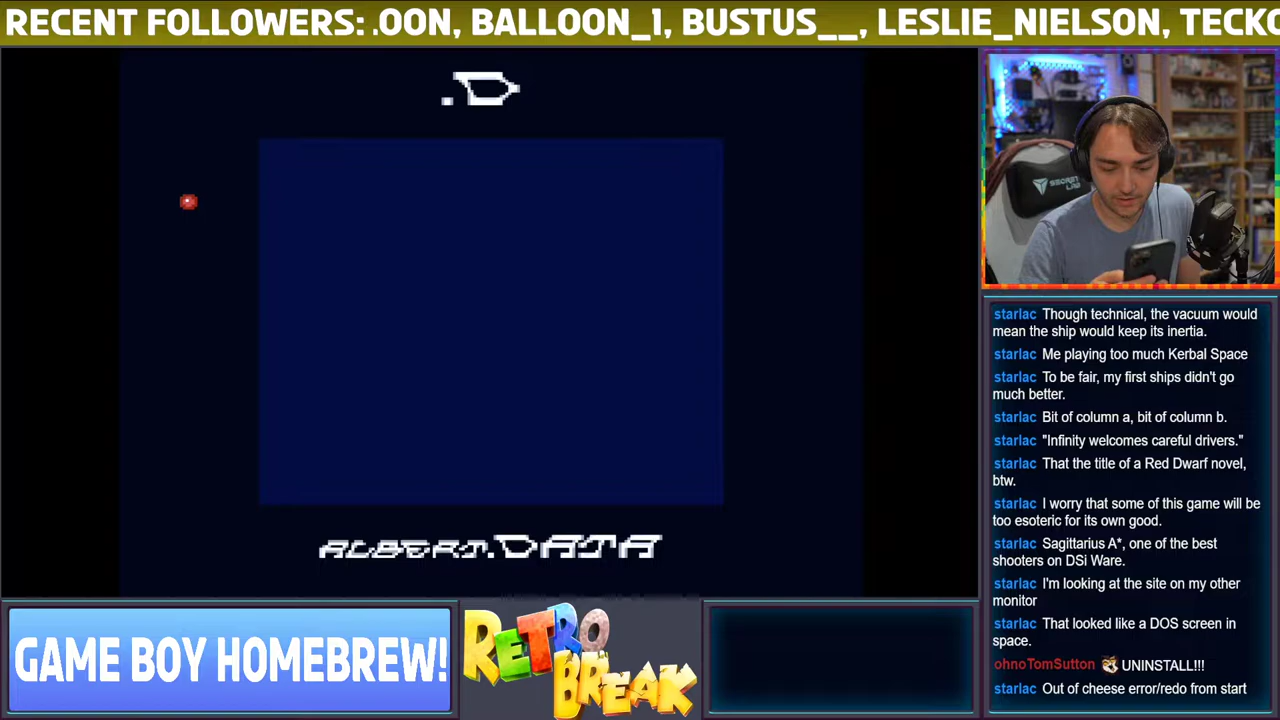 RECENT FOLLOWERS: .OON, BALLOON_1, BUSTUS__, LESLIE_NIELSON, TECKO
.D
ALBERT.DATA
SECRET LAB
starlac Though technical, the vacuum would
mean the ship would keep its inertia.
starlac Me playing too much Kerbal Space
starlac To be fair, my first ships didn't go
much better.
starlac Bit of column a, bit of column b.
starlac "Infinity welcomes careful drivers."
starlac That the title of a Red Dwarf novel,
btw.
starlac I worry that some of this game will be
too esoteric for its own good.
starlac Sagittarius A*, one of the best
shooters on DSi Ware.
starlac I'm looking at the site on my other
monitor
starlac That looked like a DOS screen in
space.
ohnoTomSutton UNINSTALL!!!
starlac Out of cheese error/redo from start
GAME BOY HOMEBREW!
RETRO
BREAK